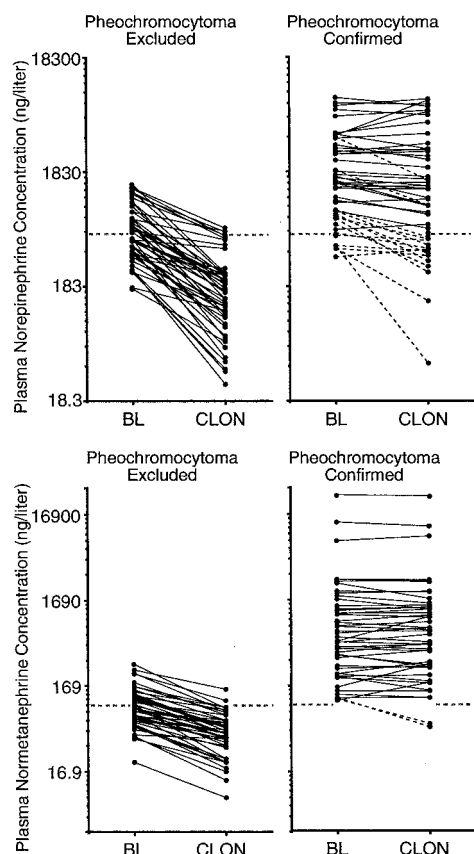 Pheochromocytoma
Excluded
Pheochromocytoma
Confirmed
Plasma Norepinephrine Concentration (ng/liter)
18300
1830
183
18.3
BL
CLON
BL
CLON
Pheochromocytoma
Excluded
Pheochromocytoma
Confirmed
Plasma Normetanephrine Concentration (ng/liter)
16900
1690
169
16.9
BL
CLON
BL
CLON